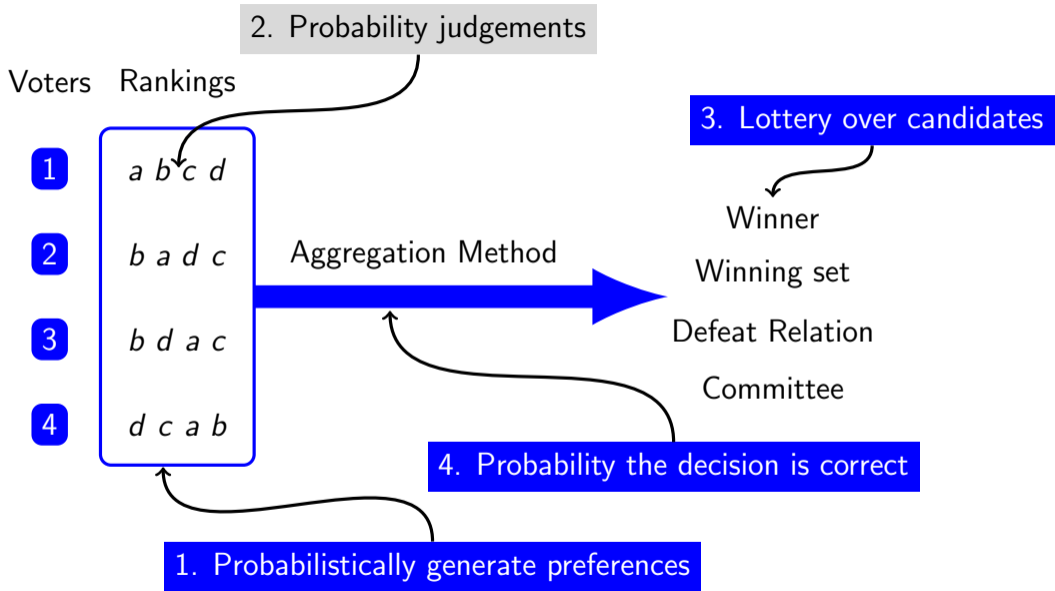 2. Probability judgements
Voters Rankings
3. Lottery over candidates
1 a b c d
Winner
2 b a d c
Aggregation Method
Winning set
3 b d a c
Defeat Relation
Committee
4 d c a b
4. Probability the decision is correct
1. Probabilistically generate preferences